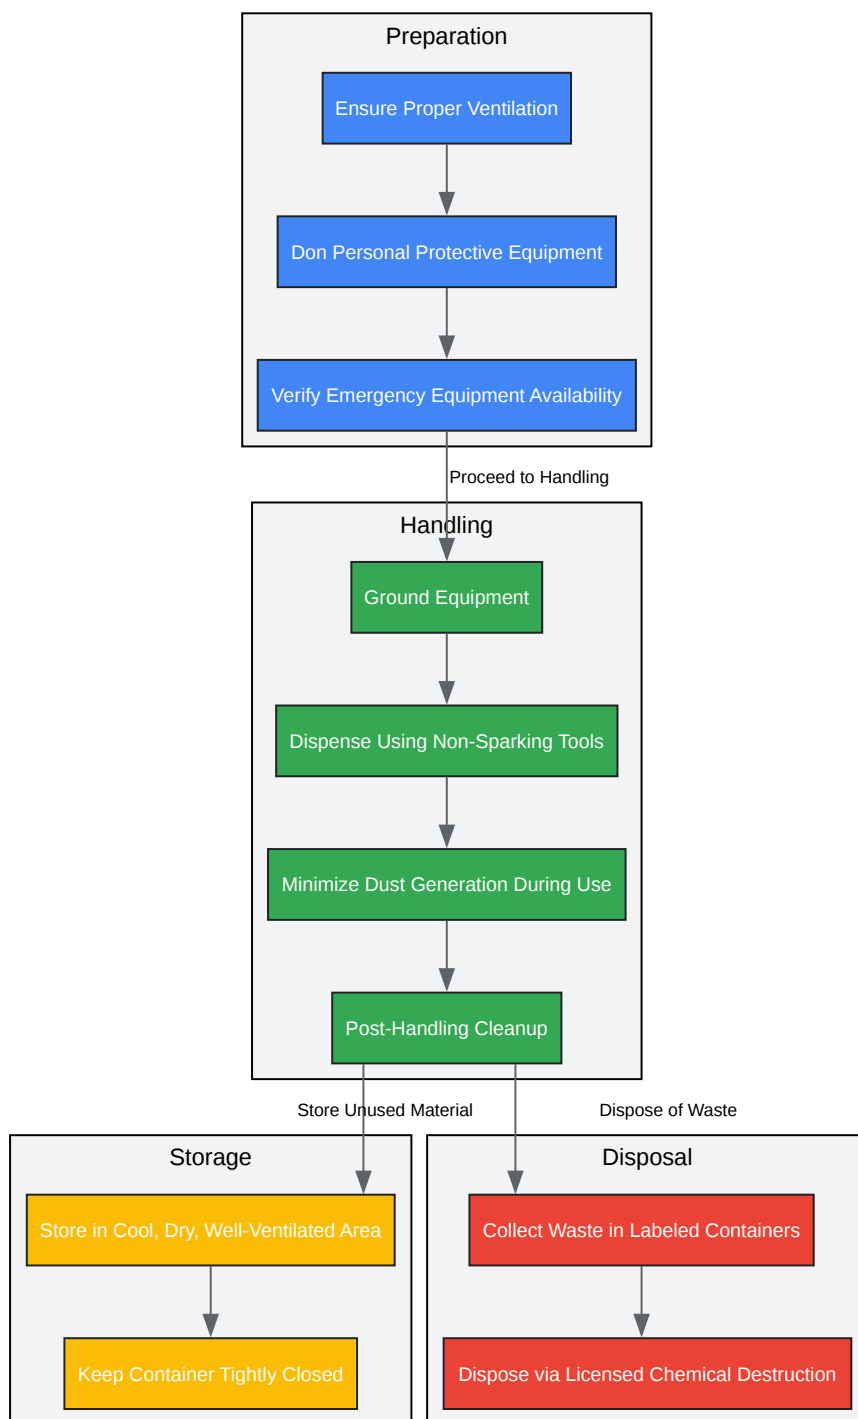 Preparation
Ensure Proper Ventilation
Don Personal Protective Equipment
Verify Emergency Equipment Availability
Proceed to Handling
Handling
Ground Equipment
Dispense Using Non-Sparking Tools
Minimize Dust Generation During Use
Post-Handling Cleanup
Store Unused Material
Dispose of Waste
Storage
Store in Cool, Dry, Well-Ventilated Area
Keep Container Tightly Closed
Disposal
Collect Waste in Labeled Containers
Dispose via Licensed Chemical Destruction